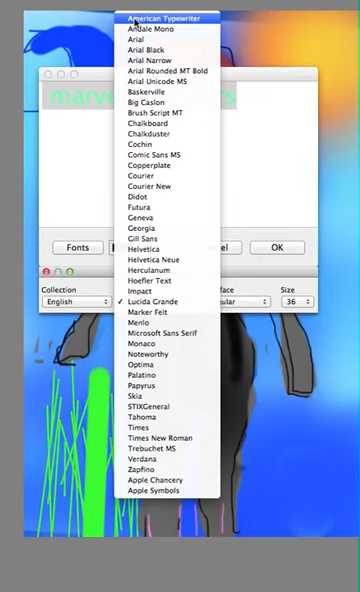 American Typewriter
Andale Mono
Arial
Arial Black
Arial Narrow
Arial Rounded MT Bold
Arial Unicode MS
Baskerville
Big Caslon
Brush Script MT
Chalkboard
Chalkduster
Cochin
Comic Sans MS
Copperplate
Courier
Courier New
Didot
Futura
Geneva
Georgia
Gill Sans
Helvetica
Helvetica Neue
Herculanum
Hoefler Text
Impact
✓ Lucida Grande
Marker Felt
Menlo
Microsoft Sans Serif
Monaco
Noteworthy
Optima
Palatino
Papyrus
Skia
STIXGeneral
Tahoma
Times
Times New Roman
Trebuchet MS
Verdana
Zapfino
Apple Chancery
Apple Symbols
Fonts
OK
Collection
Size
English
36